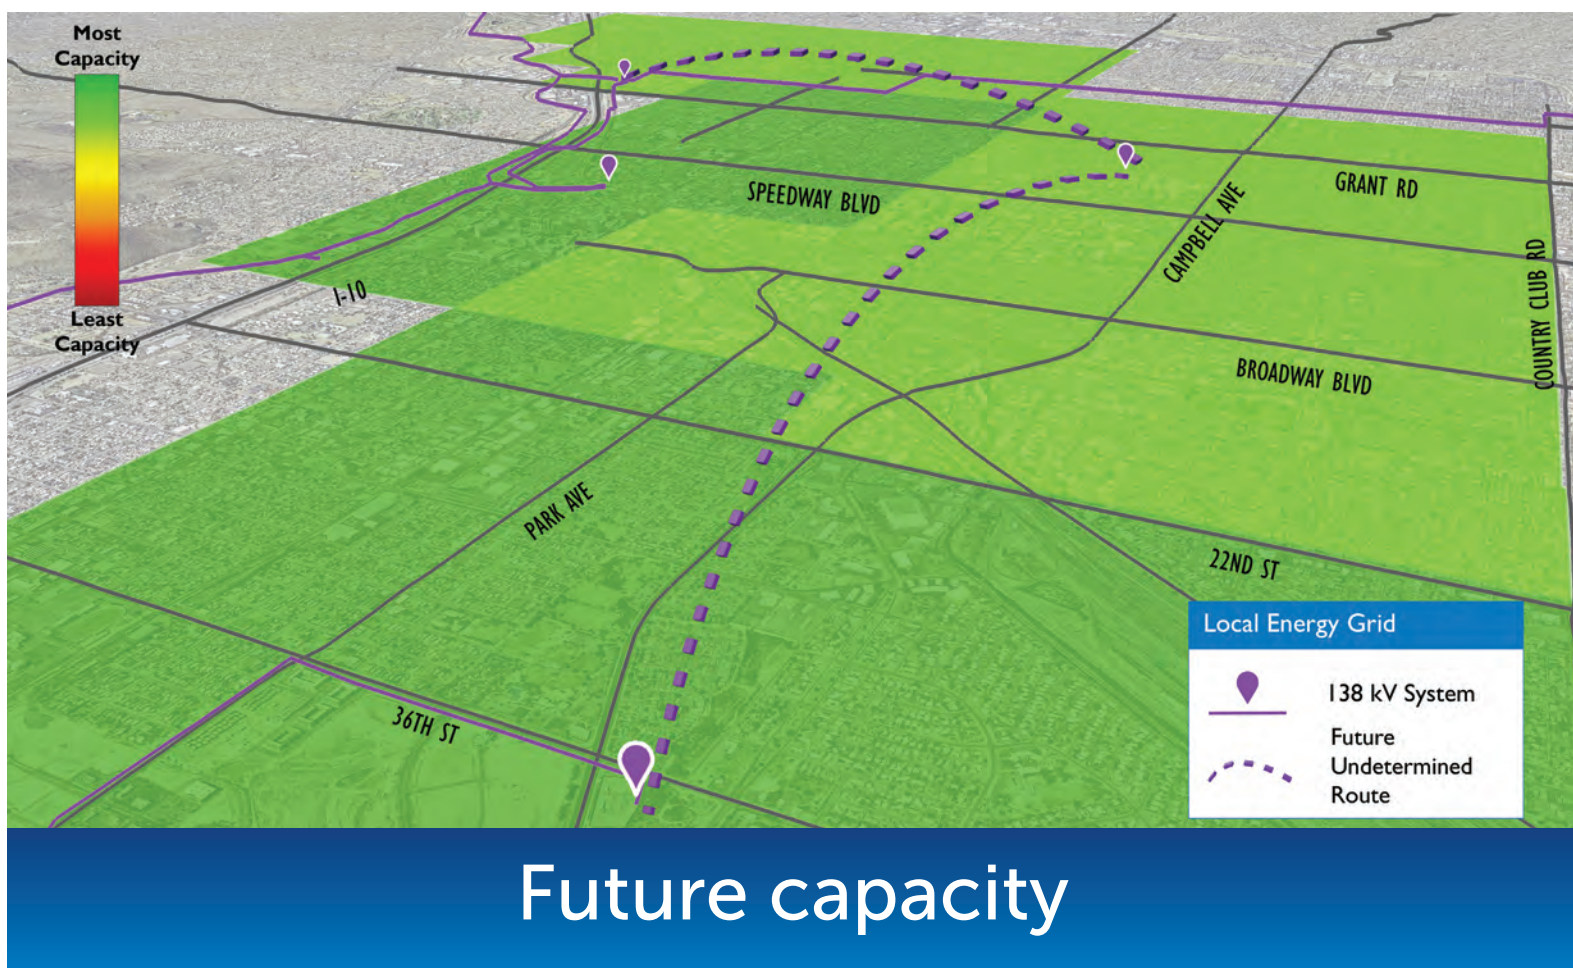 Most
Capacity
Least
Capacity
I-10
SPEEDWAY BLVD
GRANT RD
CAMPBELL AVE
COUNTRY CLUB RD
BROADWAY BLVD
PARK AVE
22ND ST
36TH ST
Local Energy Grid
138 kV System
Future
Undetermined
Route
Future capacity